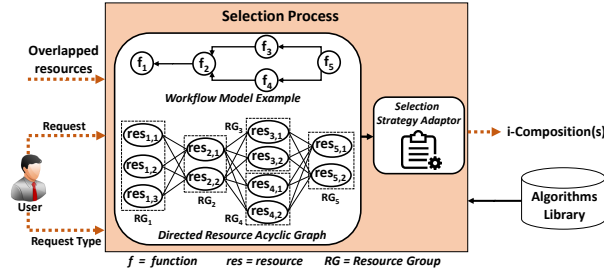 Selection Process
Overlapped
resources
f1
f2
f3
f4
f5
Workflow Model Example
Request
User
Request Type
res1,1
res1,2
res1,3
RG1
res2,1
res2,2
RG2
RG3
res3,1
res3,2
res4,1
res4,2
RG4
res5,1
res5,2
RG5
Directed Resource Acyclic Graph
Selection
Strategy Adaptor
i-Composition(s)
Algorithms
Library
f = function res = resource RG = Resource Group